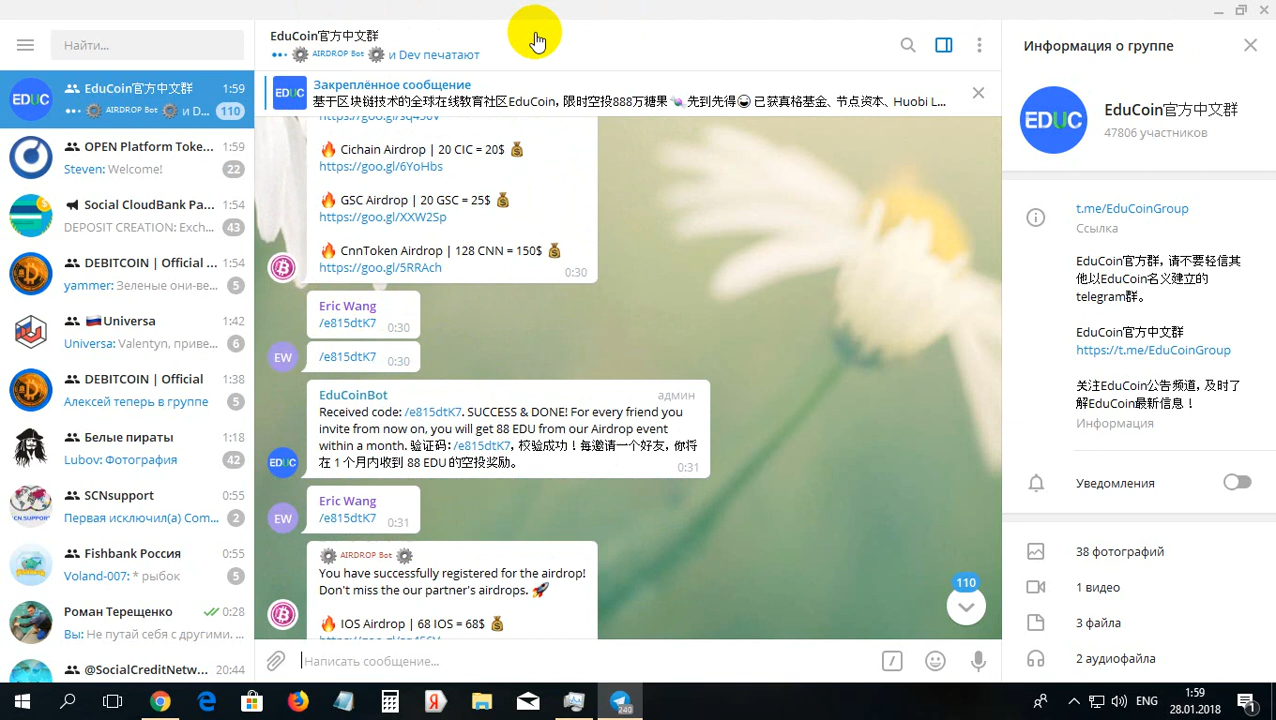 Найти...
EduCoin官方中文群 1:59
AIRDROP Bot и D... 110
OPEN Platform Toke... 1:59
Steven: Welcome! 22
Social CloudBank Pa... 1:54
DEPOSIT CREATION: Exch... 43
DEBITCOIN | Official ... 1:54
yammer: Зеленые они-ве... 5
Universa 1:42
Universa: Valentyn, приве... 6
DEBITCOIN | Official 1:38
Алексей теперь в группе 5
Белые пираты 1:18
Lubov: Фотография 42
SCNsupport 0:55
Первая исключил(а) Com... 2
Fishbank Россия 0:55
Voland-007: * рыбок 5
Роман Терещенко 0:28
Вы: Не путай себя с другими. ...
@SocialCreditNetw... 20:44
EduCoin官方中文群
AIRDROP Bot и Dev печатают
Закреплённое сообщение
基于区块链技术的全球在线教育社区EduCoin，限时空投888万糖果🍬 先到先得😀 已获真格基金、节点资本、Huobi L...
🔥 Cichain Airdrop | 20 CIC = 20$ 💰
https://goo.gl/6YoHbs
🔥 GSC Airdrop | 20 GSC = 25$ 💰
https://goo.gl/XXW2Sp
🔥 CnnToken Airdrop | 128 CNN = 150$ 💰
https://goo.gl/5RRAch 0:30
Eric Wang
/e815dtK7 0:30
EW /e815dtK7 0:30
EduCoinBot админ
Received code: /e815dtK7. SUCCESS & DONE! For every friend you
invite from now on, you will get 88 EDU from our Airdrop event
within a month. 验证码: /e815dtK7，校验成功！每邀请一个好友，你将
在 1 个月内收到 88 EDU 的空投奖励。 0:31
Eric Wang
EW /e815dtK7 0:31
AIRDROP Bot
You have successfully registered for the airdrop!
Don't miss the our partner's airdrops. 🚀
🔥 IOS Airdrop | 68 IOS = 68$ 💰
110
Написать сообщение...
Информация о группе
EDUC
EduCoin官方中文群
47806 участников
t.me/EduCoinGroup
Ссылка
EduCoin官方群, 请不要轻信其
他以EduCoin名义建立的
telegram群。
EduCoin官方中文群
https://t.me/EduCoinGroup
关注EduCoin公告频道, 及时了
解EduCoin最新信息！
Информация
Уведомления
38 фотографий
1 видео
3 файла
2 аудиофайла
240
ENG
1:59
28.01.2018
1